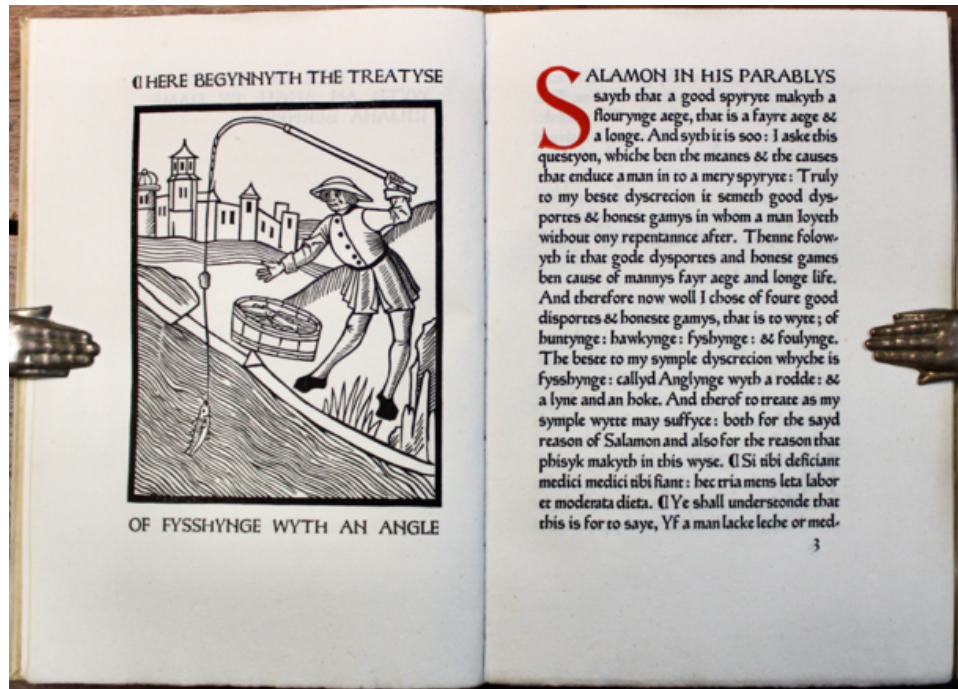 ⁋HERE BEGYNNYTH THE TREATYSE
OF FYSSHYNGE WYTH AN ANGLE
SALAMON IN HIS PARABLYS
sayth that a good spyryte makyth a
flourynge aege, that is a fayre aege &
a longe. And syth it is soo: I aske this
questyon, whiche ben the meanes & the causes
that enduce a man in to a mery spyryte: Truly
to my beste dyscrecion it semeth good dys-
portes & honest gamys in whom a man Ioyeth
without ony repentannce after. Thenne folow-
yth it that gode dysportes and honest games
ben cause of mannys fayr aege and longe life.
And therefore now woll I chose of foure good
disportes & honeste gamys, that is to wyte; of
huntynge: hawkynge: fyshynge: & foulynge.
The beste to my symple dyscrecion whyche is
fysshynge: callyd Anglynge wyth a rodde: &
a lyne and an hoke. And therof to treate as my
symple wytte may suffyce: both for the sayd
reason of Salamon and also for the reason that
phisyk makyth in this wyse. ⁋Si tibi deficiant
medici medici tibi fiant: hec tria mens leta labor
et moderata dieta. ⁋Ye shall understonde that
this is for to saye, Yf a man lacke leche or med-
3